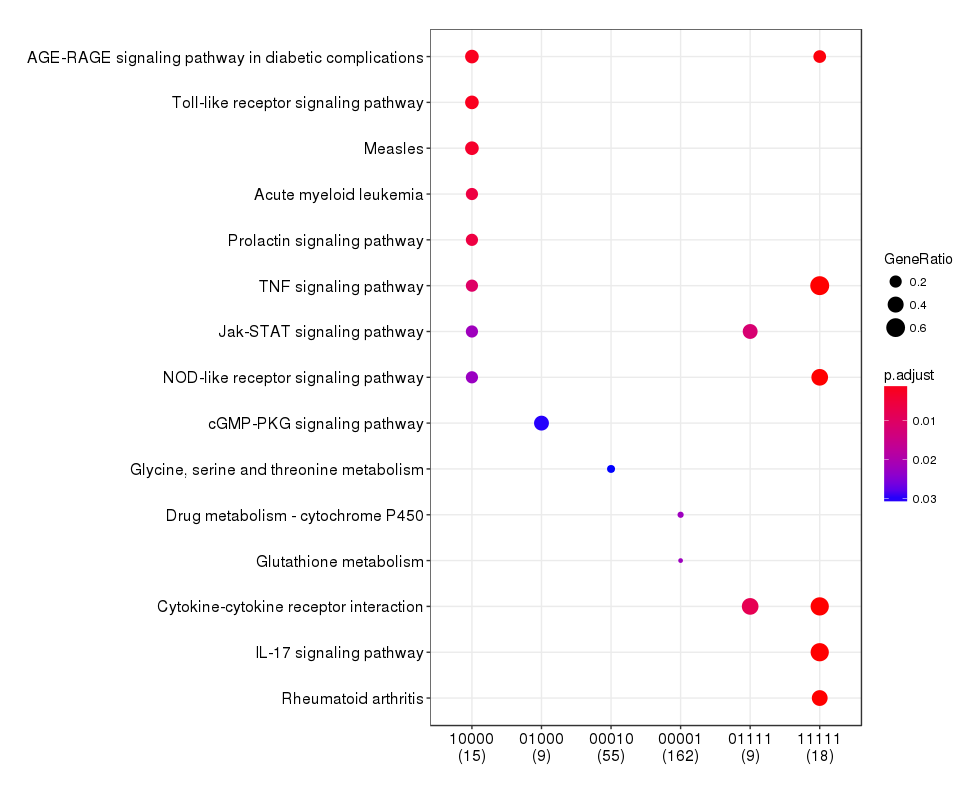 AGE-RAGE signaling pathway in diabetic complications
Toll-like receptor signaling pathway
Measles
Acute myeloid leukemia
Prolactin signaling pathway
TNF signaling pathway
Jak-STAT signaling pathway
NOD-like receptor signaling pathway
cGMP-PKG signaling pathway
Glycine, serine and threonine metabolism
Drug metabolism - cytochrome P450
Glutathione metabolism
Cytokine-cytokine receptor interaction
IL-17 signaling pathway
Rheumatoid arthritis
10000 01000 00010 00001 01111 11111
(15) (9) (55) (162) (9) (18)
GeneRatio
0.2
0.4
0.6
p.adjust
0.01
0.02
0.03